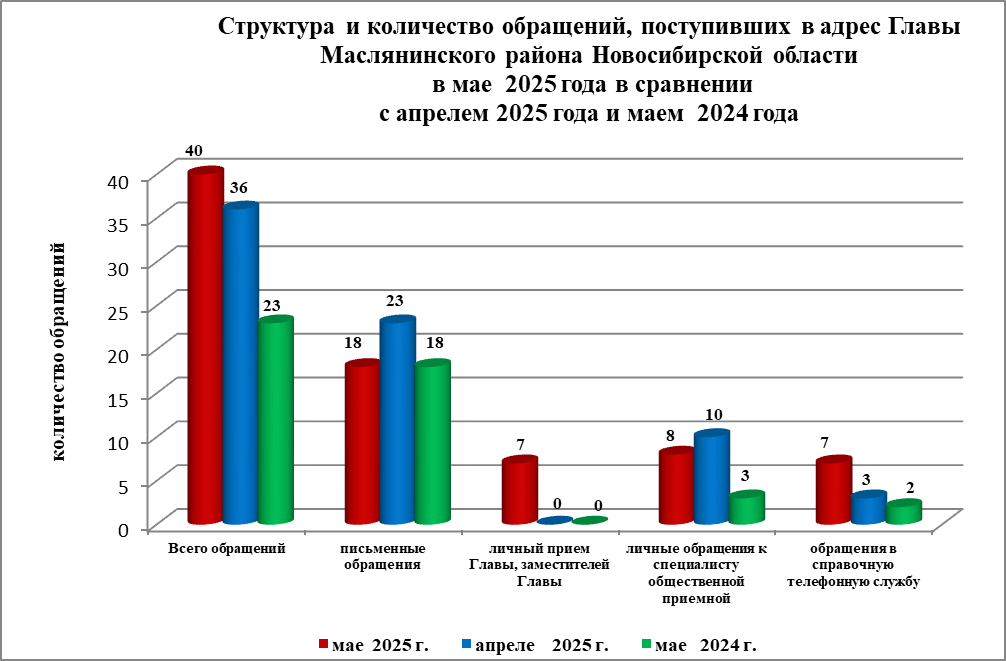 Структура и количество обращений, поступивших в адрес Главы
Маслянинского района Новосибирской области
в мае 2025 года в сравнении
с апрелем 2025 года и маем 2024 года
количество обращений
40
35
30
25
20
15
10
5
0
40
36
23
18
23
18
7
0
0
8
10
3
7
3
2
Всего обращений
письменные
обращения
личный прием
Главы, заместителей
Главы
личные обращения к
специалисту
общественной
приемной
обращения в
справочную
телефонную службу
мае 2025 г.
апреле 2025 г.
мае 2024 г.